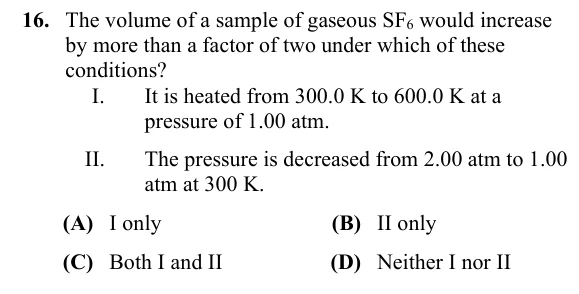 16. The volume of a sample of gaseous SF6 would increase
by more than a factor of two under which of these
conditions?
I. It is heated from 300.0 K to 600.0 K at a
pressure of 1.00 atm.
II. The pressure is decreased from 2.00 atm to 1.00
atm at 300 K.
(A) I only (B) II only
(C) Both I and II (D) Neither I nor II